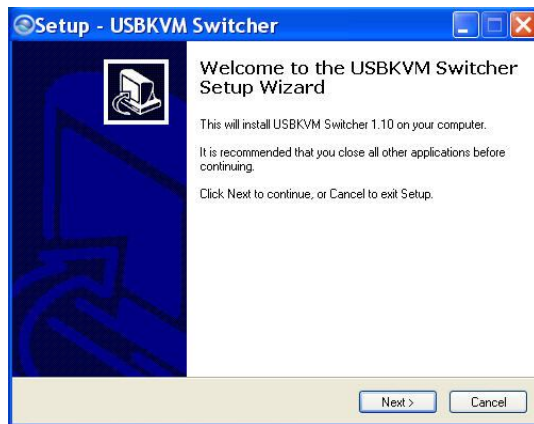 Setup - USBKVM Switcher
Welcome to the USBKVM Switcher
Setup Wizard
This will install USBKVM Switcher 1.10 on your computer.
It is recommended that you close all other applications before
continuing.
Click Next to continue, or Cancel to exit Setup.
Next >
Cancel